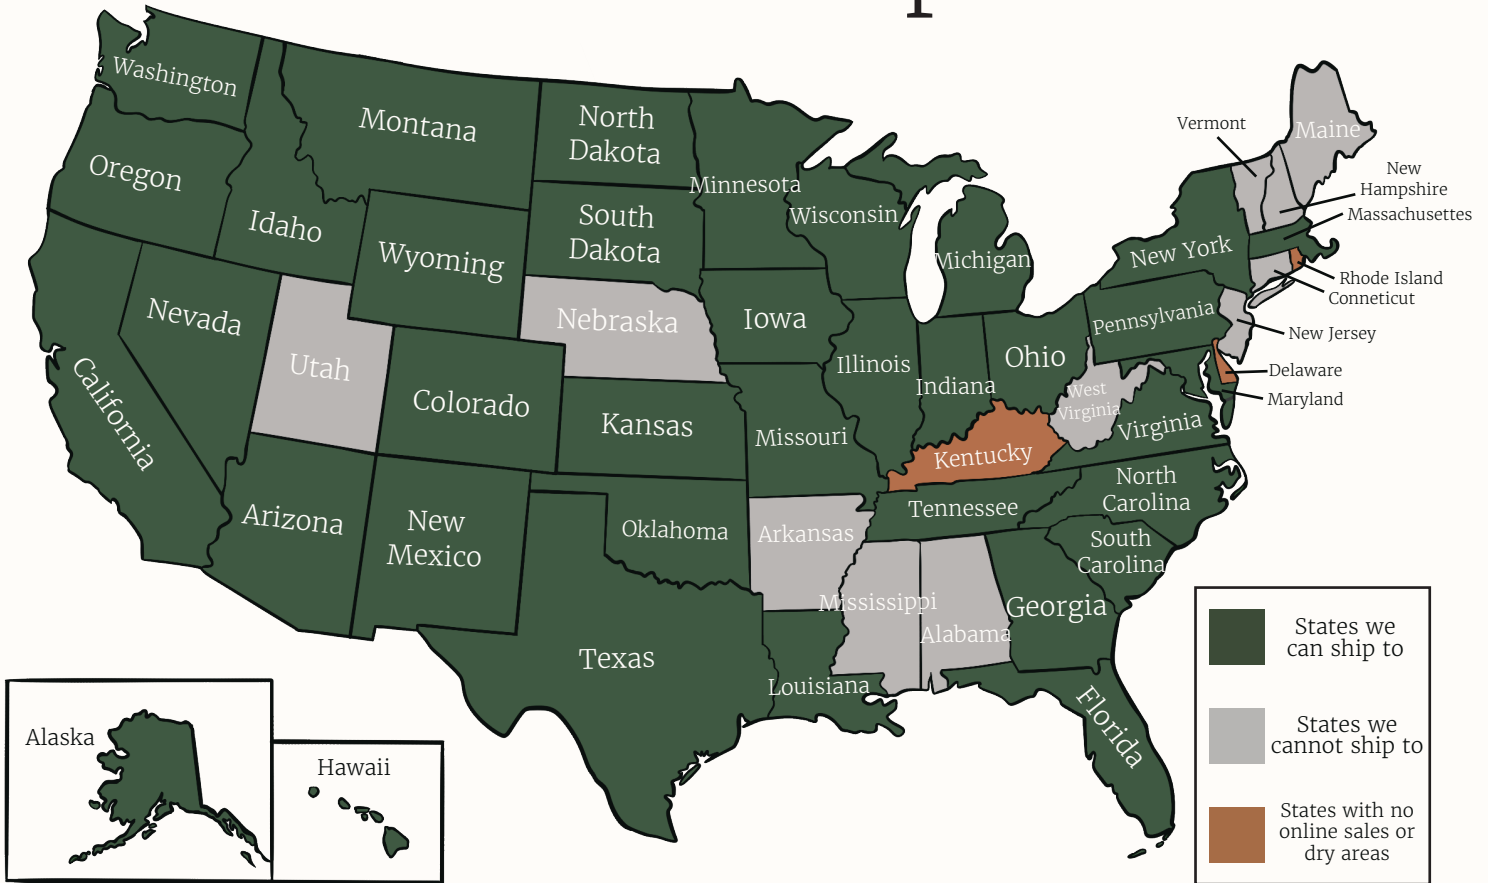 Washington
Montana
North
Dakota
Minnesota
Vermont
Maine
New
Hampshire
Massachusettes
Oregon
Idaho
Wyoming
South
Dakota
Wisconsin
Michigan
New York
Rhode Island
Conneticut
Nevada
Utah
Nebraska
Iowa
Illinois
Indiana
Ohio
Pennsylvania
New Jersey
Delaware
Maryland
California
Colorado
Kansas
Missouri
Kentucky
West
Virginia
Virginia
Arizona
New
Mexico
Oklahoma
Arkansas
Tennessee
North
Carolina
South
Carolina
Texas
Louisiana
Mississippi
Alabama
Georgia
Florida
Alaska
Hawaii
States we
can ship to
States we
cannot ship to
States with no
online sales or
dry areas